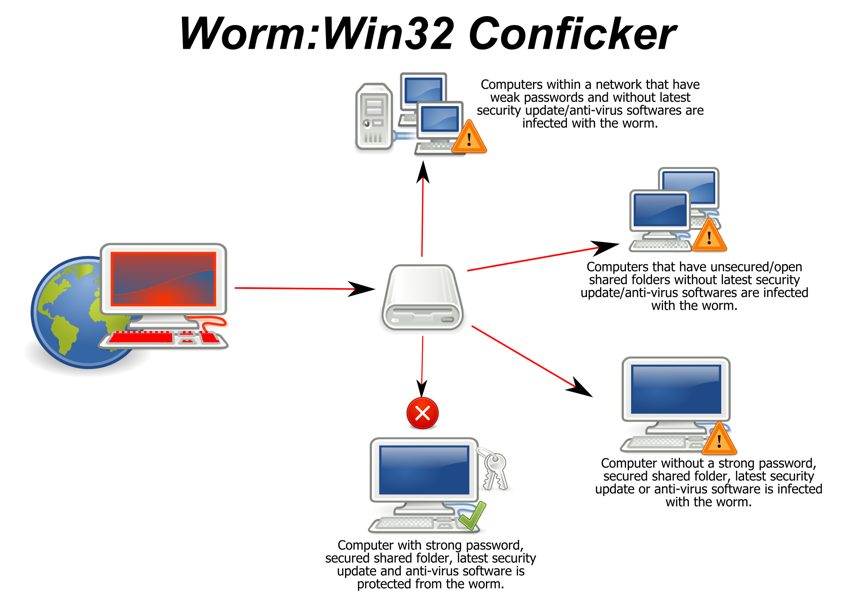 Worm:Win32 Conficker
Computers within a network that have
weak passwords and without latest
security update/anti-virus softwares are
infected with the worm.
Computers that have unsecured/open
shared folders without latest security
update/anti-virus softwares are infected
with the worm.
Computer without a strong password,
secured shared folder, latest security
update or anti-virus software is infected
with the worm.
Computer with strong password,
secured shared folder, latest security
update and anti-virus software is
protected from the worm.